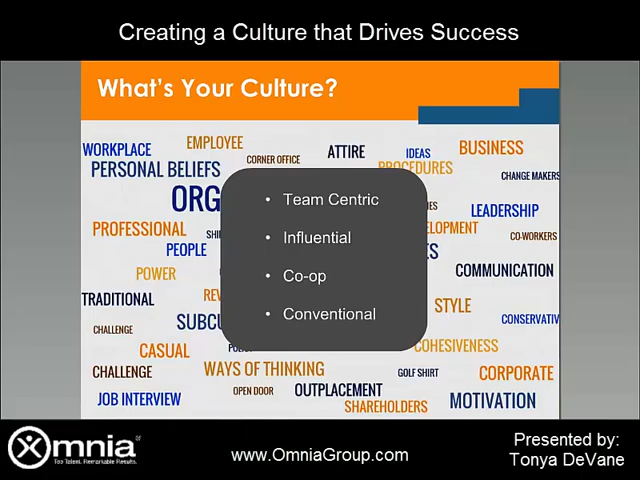 Creating a Culture that Drives Success
What's Your Culture?
WORKPLACE
EMPLOYEE
CORNER OFFICE
ATTIRE
IDEAS
BUSINESS
PERSONAL BELIEFS
PROCEDURES
CHANGE MAKERS
ORG
• Team Centric
LEADERSHIP
PROFESSIONAL
• Influential
CO-WORKERS
PEOPLE
POWER
• Co-op
COMMUNICATION
TRADITIONAL
• Conventional
STYLE
CHALLENGE
SUBCU
CONSERVATIV
CASUAL
COHESIVENESS
CHALLENGE
WAYS OF THINKING
GOLF SHIRT
CORPORATE
JOB INTERVIEW
OPEN DOOR
OUTPLACEMENT
SHAREHOLDERS
MOTIVATION
Omnia
Top Talent. Remarkable Results.
www.OmniaGroup.com
Presented by:
Tonya DeVane